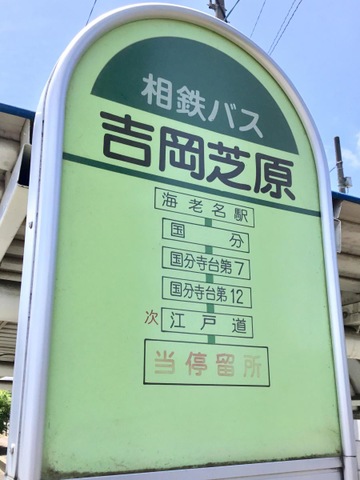 相鉄バス
吉岡芝原
海老名駅
国分
国分寺台第7
国分寺台第12
次 江戸道
当停留所